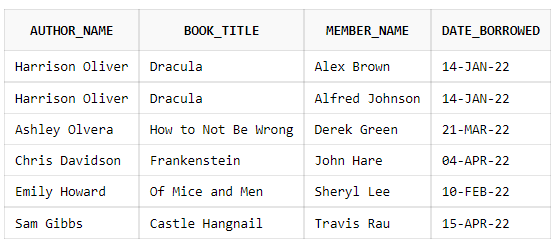 AUTHOR_NAME BOOK_TITLE MEMBER_NAME DATE_BORROWED
Harrison Oliver Dracula Alex Brown 14-JAN-22
Harrison Oliver Dracula Alfred Johnson 14-JAN-22
Ashley Olvera How to Not Be Wrong Derek Green 21-MAR-22
Chris Davidson Frankenstein John Hare 04-APR-22
Emily Howard Of Mice and Men Sheryl Lee 10-FEB-22
Sam Gibbs Castle Hangnail Travis Rau 15-APR-22